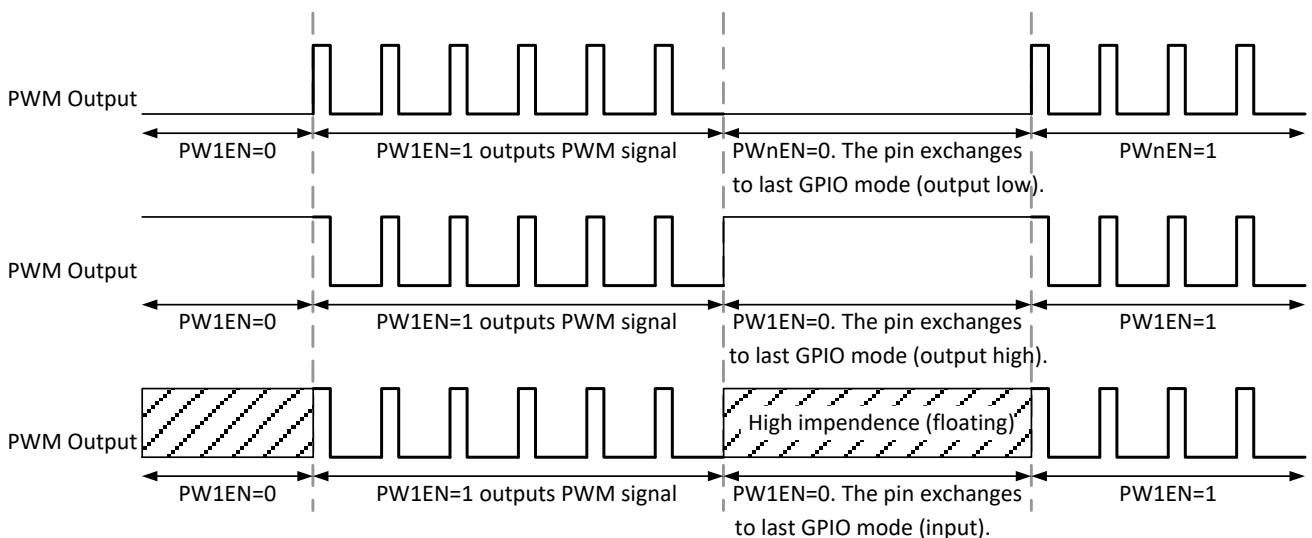 PWM Output
PW1EN=0
PW1EN=1 outputs PWM signal
PWnEN=0. The pin exchanges
to last GPIO mode (output low).
PWnEN=1
PWM Output
PW1EN=0
PW1EN=1 outputs PWM signal
PW1EN=0. The pin exchanges
to last GPIO mode (output high).
PW1EN=1
High impendence (floating)
PWM Output
PW1EN=0
PW1EN=1 outputs PWM signal
PW1EN=0. The pin exchanges
to last GPIO mode (input).
PW1EN=1